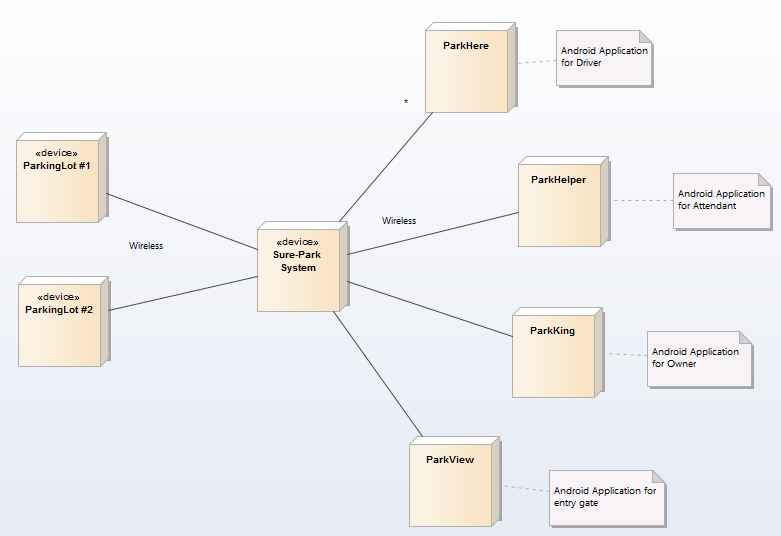 ParkHere
Android Application
for Driver
*
«device»
ParkingLot #1
ParkHelper
Android Application
for Attendant
Wireless
Wireless
«device»
Sure-Park
System
«device»
ParkingLot #2
ParkKing
Android Application
for Owner
ParkView
Android Application for
entry gate